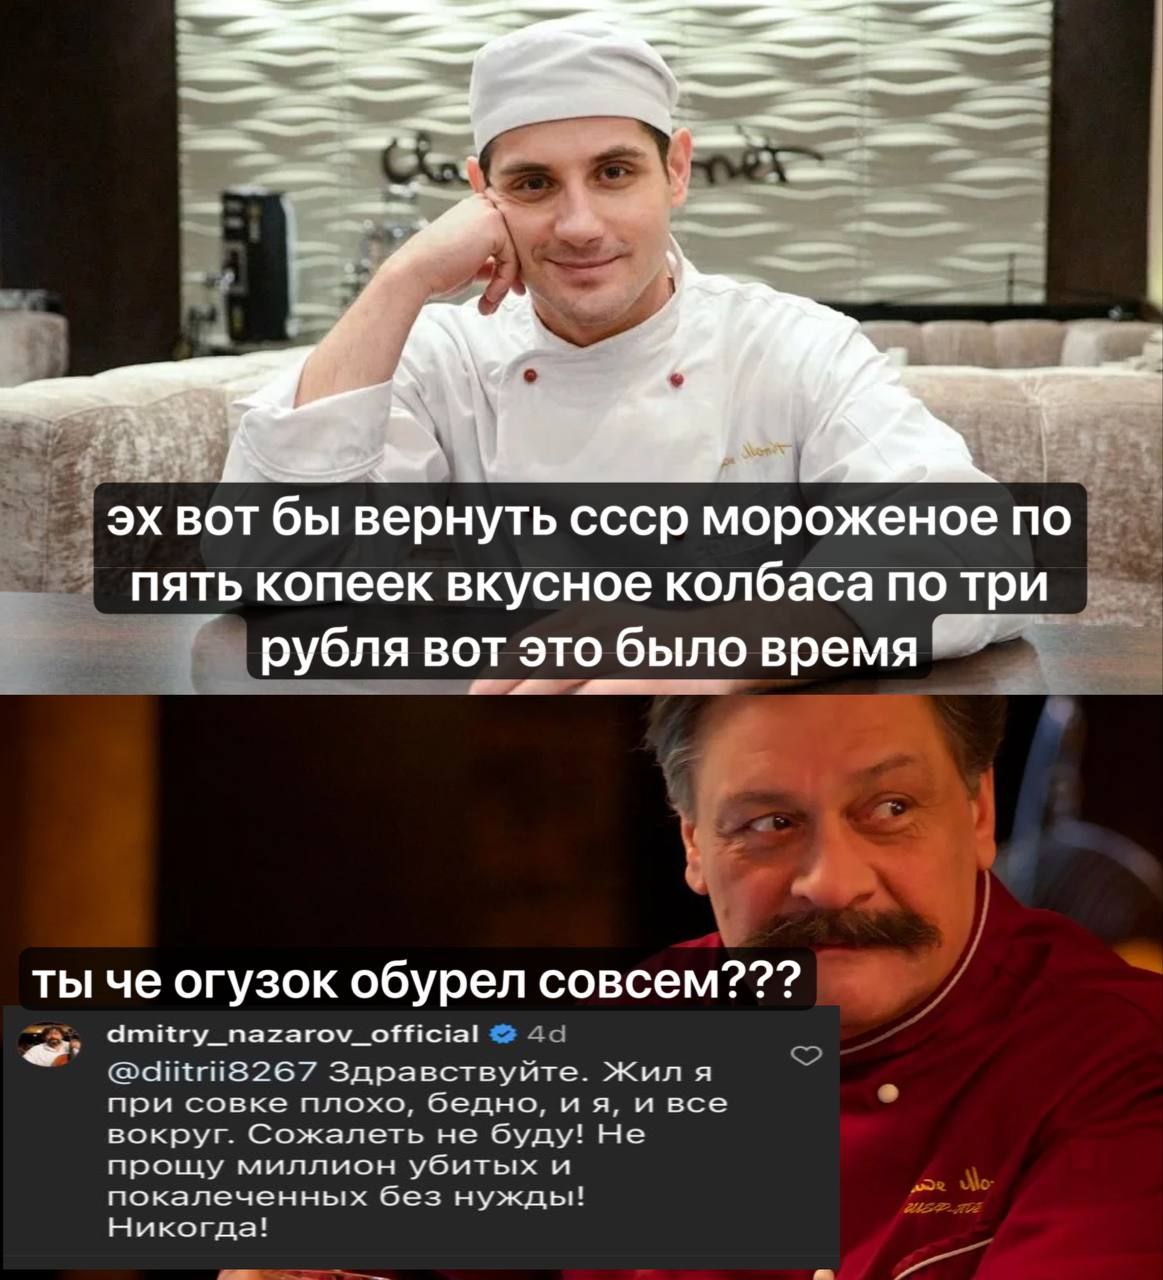 эх вот бы вернуть ссср мороженое по
пять копеек вкусное колбаса по три
рубля вот это было время
ты че огузок обурел совсем???
dmitry_nazarov_official 4d
@diitrii8267 Здравствуйте. Жил я
при совке плохо, бедно, и я, и все
вокруг. Сожалеть не буду! Не
прощу миллион убитых и
покалеченных без нужды!
Никогда!